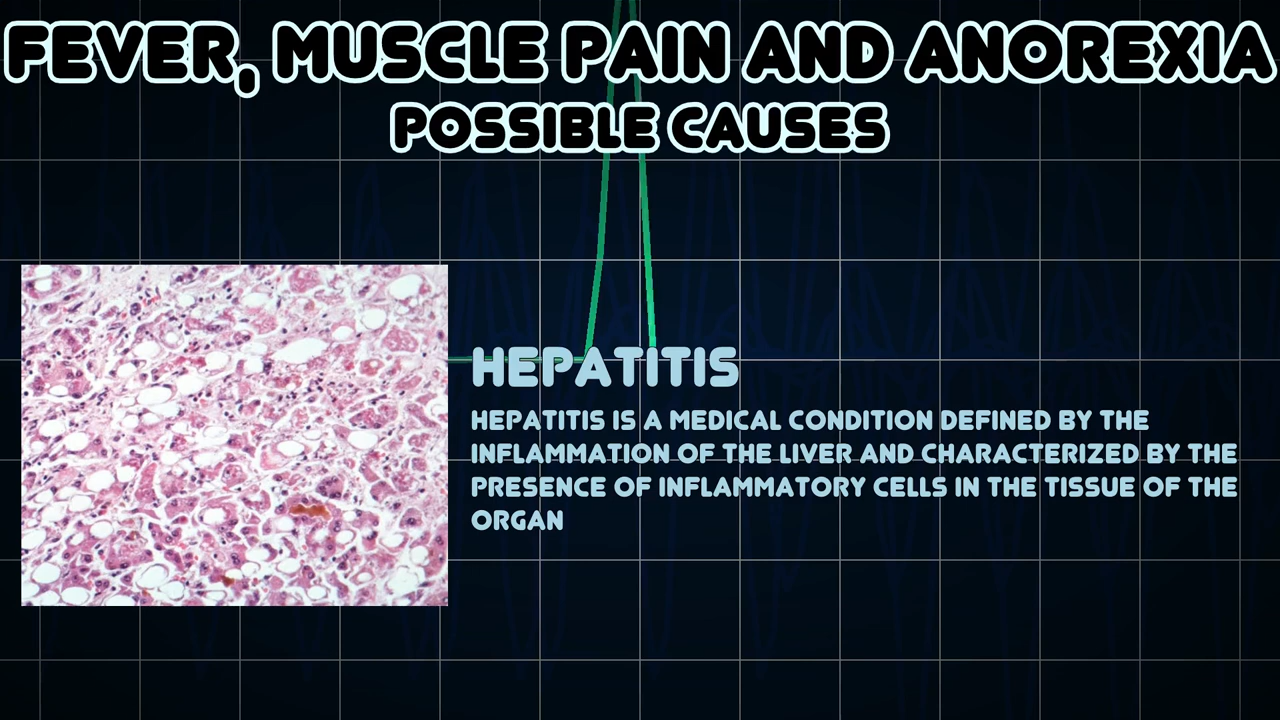 FEVER, MUSCLE PAIN AND ANOREXIA
POSSIBLE CAUSES
HEPATITIS
HEPATITIS IS A MEDICAL CONDITION DEFINED BY THE
INFLAMMATION OF THE LIVER AND CHARACTERIZED BY THE
PRESENCE OF INFLAMMATORY CELLS IN THE TISSUE OF THE
ORGAN